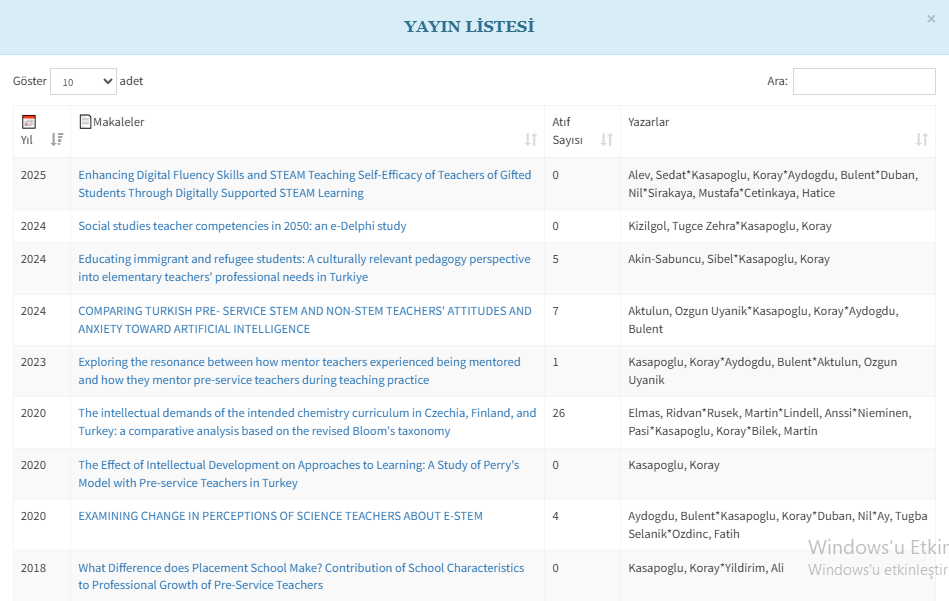 YAYIN LİSTESİ
×
Göster 10 adet
Ara:
Yıl
Makaleler
Atıf
Sayısı
Yazarlar
2025
Enhancing Digital Fluency Skills and STEAM Teaching Self-Efficacy of Teachers of Gifted
Students Through Digitally Supported STEAM Learning
0
Alev, Sedat*Kasapoglu, Koray*Aydogdu, Bulent*Duban,
Nil*Sirakaya, Mustafa*Cetinkaya, Hatice
2024
Social studies teacher competencies in 2050: an e-Delphi study
0
Kizilgol, Tugce Zehra*Kasapoglu, Koray
2024
Educating immigrant and refugee students: A culturally relevant pedagogy perspective
into elementary teachers' professional needs in Turkiye
5
Akin-Sabuncu, Sibel*Kasapoglu, Koray
2024
COMPARING TURKISH PRE- SERVICE STEM AND NON-STEM TEACHERS' ATTITUDES AND
ANXIETY TOWARD ARTIFICIAL INTELLIGENCE
7
Aktulun, Ozgun Uyanik*Kasapoglu, Koray*Aydogdu,
Bulent
2023
Exploring the resonance between how mentor teachers experienced being mentored
and how they mentor pre-service teachers during teaching practice
1
Kasapoglu, Koray*Aydogdu, Bulent*Aktulun, Ozgun
Uyanik
2020
The intellectual demands of the intended chemistry curriculum in Czechia, Finland, and
Turkey: a comparative analysis based on the revised Bloom's taxonomy
26
Elmas, Ridvan*Rusek, Martin*Lindell, Anssi*Nieminen,
Pasi*Kasapoglu, Koray*Bilek, Martin
2020
The Effect of Intellectual Development on Approaches to Learning: A Study of Perry's
Model with Pre-service Teachers in Turkey
0
Kasapoglu, Koray
2020
EXAMINING CHANGE IN PERCEPTIONS OF SCIENCE TEACHERS ABOUT E-STEM
4
Aydogdu, Bulent*Kasapoglu, Koray*Duban, Nil*Ay, Tugba
Selanik*Ozdinc, Fatih
2018
What Difference does Placement School Make? Contribution of School Characteristics
to Professional Growth of Pre-Service Teachers
0
Kasapoglu, Koray*Yildirim, Ali
Windows'u Etkin
Windows'u etkinleştir